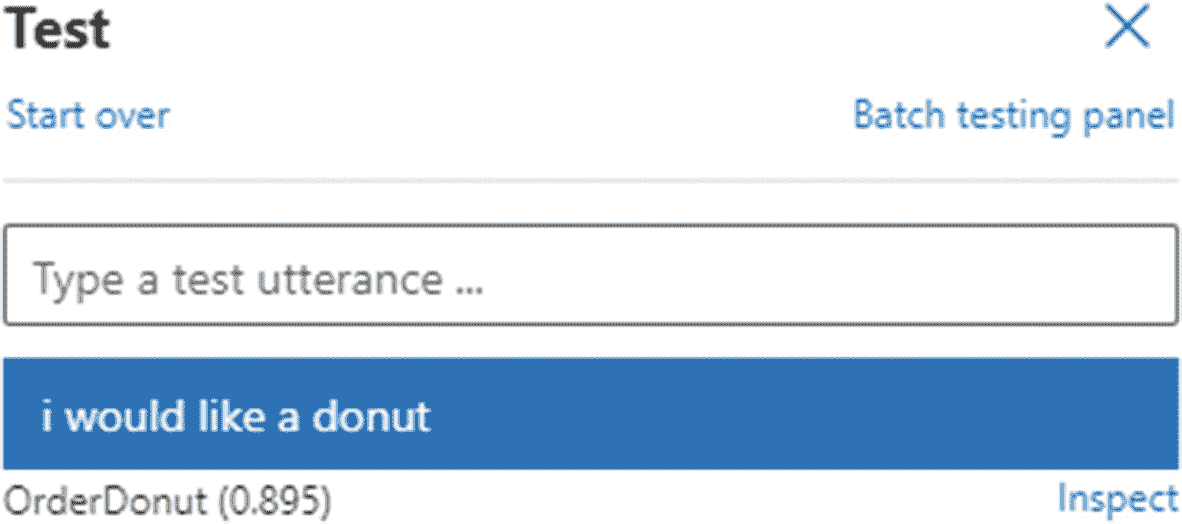 Test
Start over
Batch testing panel
Type a test utterance ...
i would like a donut
OrderDonut (0.895)
Inspect